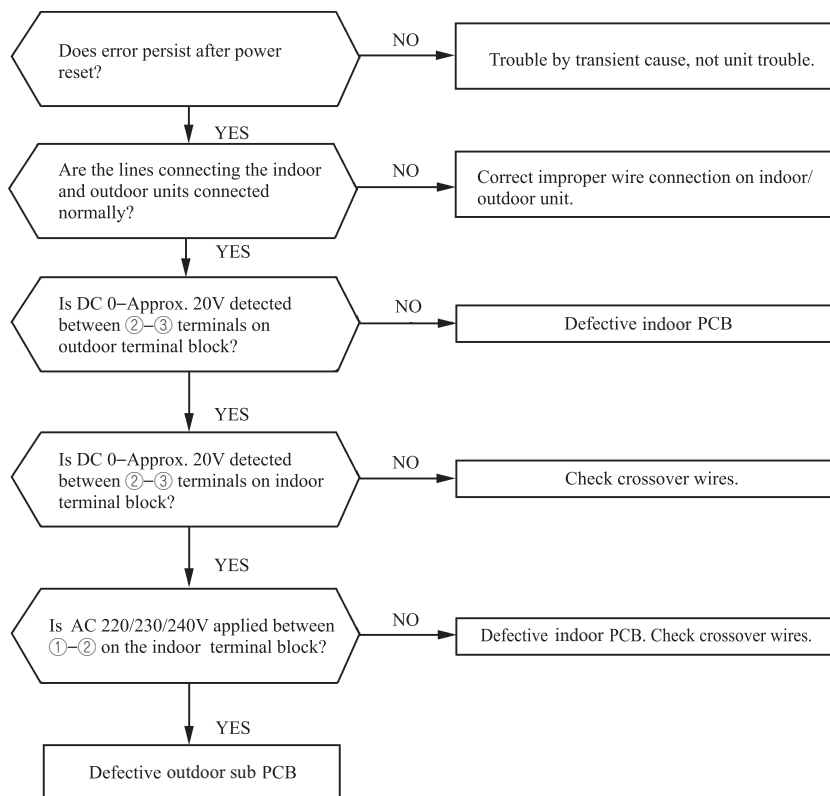 Does error persist after power
reset?
NO
Trouble by transient cause, not unit trouble.
YES
Are the lines connecting the indoor
and outdoor units connected
normally?
NO
Correct improper wire connection on indoor/
outdoor unit.
YES
Is DC 0–Approx. 20V detected
between ②–③ terminals on
outdoor terminal block?
NO
Defective indoor PCB
YES
Is DC 0–Approx. 20V detected
between ②–③ terminals on indoor
terminal block?
NO
Check crossover wires.
YES
Is AC 220/230/240V applied between
①–② on the indoor terminal block?
NO
Defective indoor PCB. Check crossover wires.
YES
Defective outdoor sub PCB